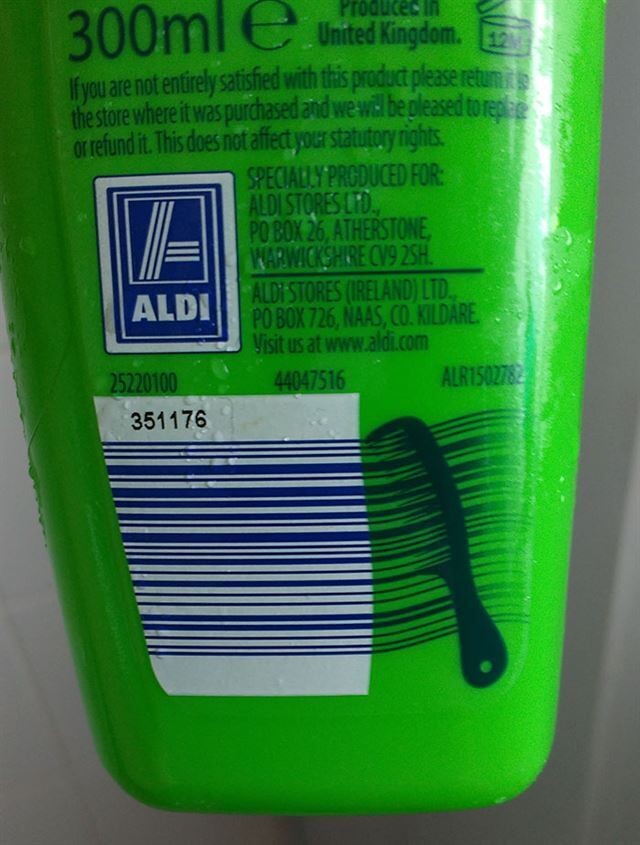 300ml e Produced in
United Kingdom.
12M
If you are not entirely satisfied with this product please return it to
the store where it was purchased and we will be pleased to replace
or refund it. This does not affect your statutory rights.
SPECIALLY PRODUCED FOR:
ALDI STORES LTD.,
PO BOX 26, ATHERSTONE,
WARWICKSHIRE CV9 2SH.
ALDI STORES (IRELAND) LTD.,
PO BOX 726, NAAS, CO. KILDARE.
Visit us at www.aldi.com
ALDI
25220100 44047516 ALR1502782
351176